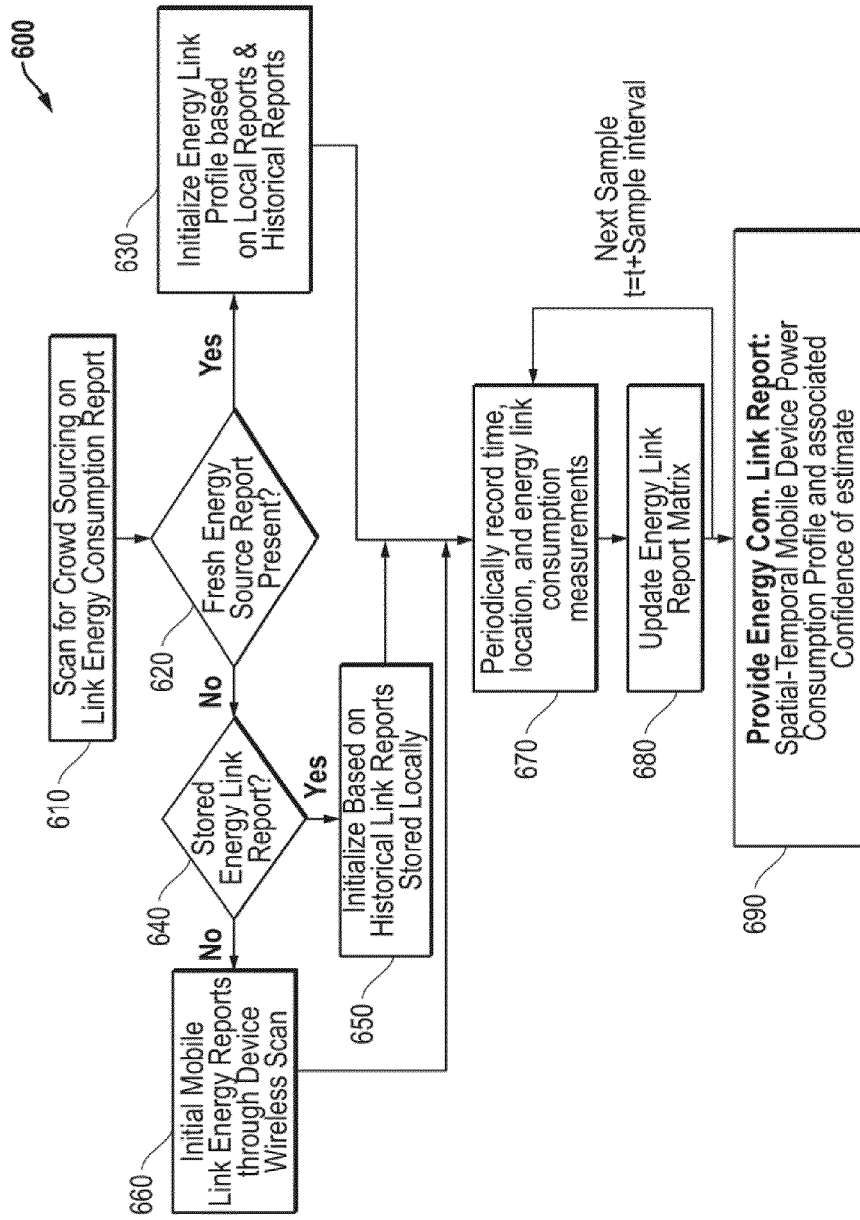 600
Scan for Crowd Sourcing on
Link Energy Consumption Report
610
Fresh Energy
Source Report
Present?
620
Yes
No
Initialize Energy Link
Profile based
on Local Reports &
Historical Reports
630
Stored
Energy Link
Report?
640
Yes
No
Initialize Based on
Historical Link Reports
Stored Locally
650
Initial Mobile
Link Energy Reports
through Device
Wireless Scan
660
Periodically record time,
location, and energy link
consumption
measurements
670
Next Sample
t=t+Sample interval
Update Energy Link
Report Matrix
680
Provide Energy Com. Link Report:
Spatial-Temporal Mobile Device Power
Consumption Profile and associated
Confidence of estimate
690